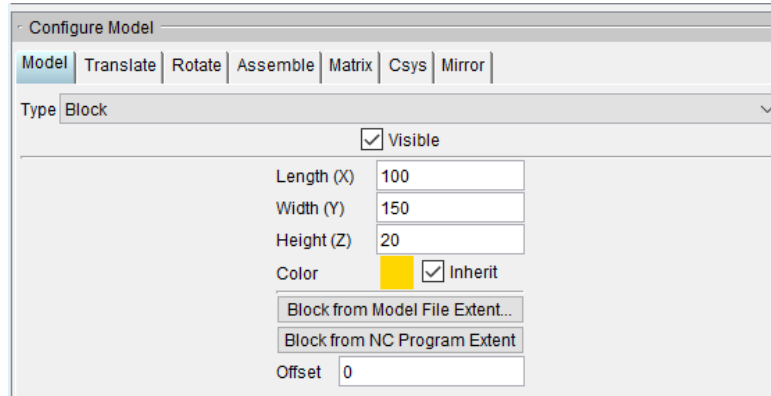 Configure Model
Model Translate Rotate Assemble Matrix Csys Mirror
Type Block
Visible
Length (X) 100
Width (Y) 150
Height (Z) 20
Color Inherit
Block from Model File Extent...
Block from NC Program Extent
Offset 0